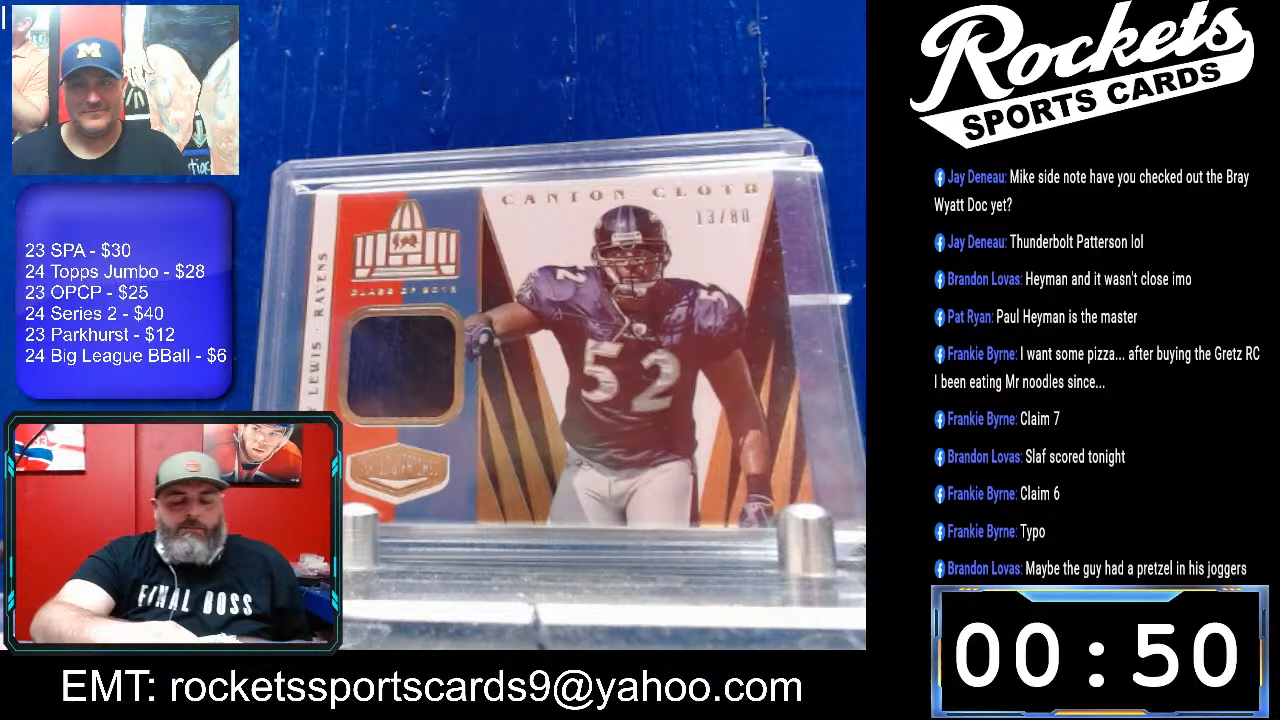 Rockets
SPORTS CARDS
M
23 SPA - $30
24 Topps Jumbo - $28
23 OPCP - $25
24 Series 2 - $40
23 Parkhurst - $12
24 Big League BBall - $6
CANTON CLOTH
13/80
LEWIS · RAVENS
52
FINAL BOSS
Jay Deneau: Mike side note have you checked out the Bray
Wyatt Doc yet?
Jay Deneau: Thunderbolt Patterson lol
Brandon Lovas: Heyman and it wasn't close imo
Pat Ryan: Paul Heyman is the master
Frankie Byrne: I want some pizza... after buying the Gretz RC
I been eating Mr noodles since...
Frankie Byrne: Claim 7
Brandon Lovas: Slaf scored tonight
Frankie Byrne: Claim 6
Frankie Byrne: Typo
Brandon Lovas: Maybe the guy had a pretzel in his joggers
00:50
EMT: rocketssportscards9@yahoo.com